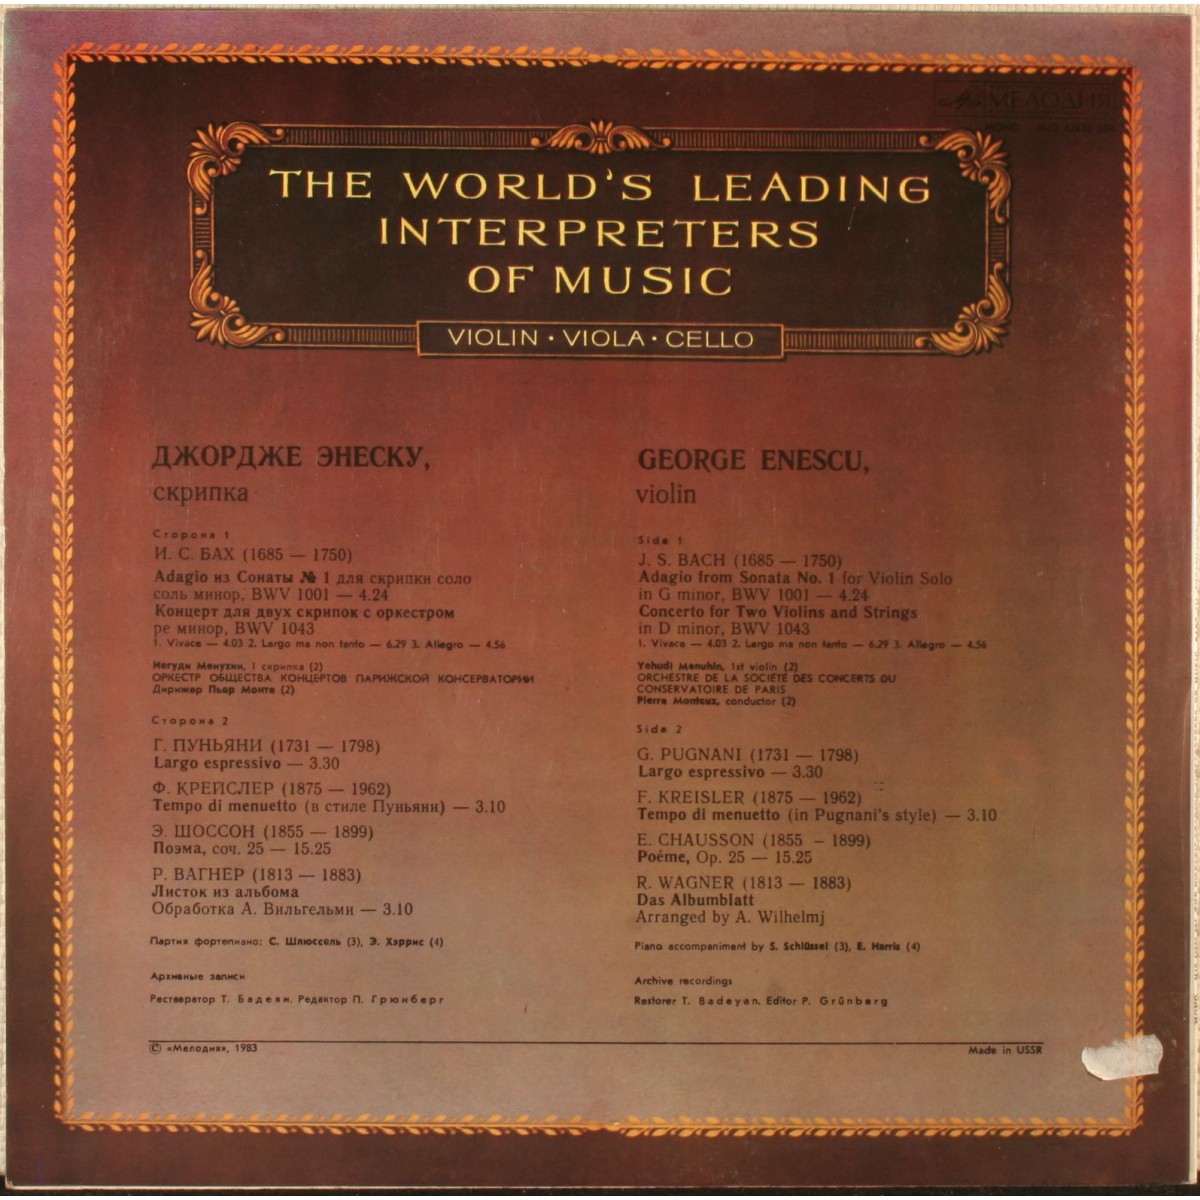 МЕЛОДИЯ
THE WORLD'S LEADING
INTERPRETERS
OF MUSIC
VIOLIN · VIOLA · CELLO
ДЖОРДЖЕ ЭНЕСКУ,
скрипка
Сторона 1
И. С. БАХ (1685 — 1750)
Adagio из Сонаты № 1 для скрипки соло
соль минор, BWV 1001 — 4.24
Концерт для двух скрипок с оркестром
ре минор, BWV 1043
1. Vivace — 4.03 2. Largo ma non tanto — 6.29 3. Allegro — 4.56
Иегуди Менухин, I скрипка (2)
ОРКЕСТР ОБЩЕСТВА КОНЦЕРТОВ ПАРИЖСКОЙ КОНСЕРВАТОРИИ
Дирижер Пьер Монте (2)
Сторона 2
Г. ПУНЬЯНИ (1731 — 1798)
Largo espressivo — 3.30
Ф. КРЕЙСЛЕР (1875 — 1962)
Tempo di menuetto (в стиле Пуньяни) — 3.10
Э. ШОССОН (1855 — 1899)
Поэма, соч. 25 — 15.25
Р. ВАГНЕР (1813 — 1883)
Листок из альбома
Обработка А. Вильгельми — 3.10
Партия фортепиано: С. Шлюссель (3), Э. Хэррис (4)
Архивные записи
Реставратор Т. Бадеян. Редактор П. Грюнберг
GEORGE ENESCU,
violin
Side 1
J. S. BACH (1685 — 1750)
Adagio from Sonata No. 1 for Violin Solo
in G minor, BWV 1001 — 4.24
Concerto for Two Violins and Strings
in D minor, BWV 1043
1. Vivace — 4.03 2. Largo ma non tanto — 6.29 3. Allegro — 4.56
Yehudi Menuhin, 1st violin (2)
ORCHESTRE DE LA SOCIÉTÉ DES CONCERTS DU
CONSERVATOIRE DE PARIS
Pierre Monteux, conductor (2)
Side 2
G. PUGNANI (1731 — 1798)
Largo espressivo — 3.30
F. KREISLER (1875 — 1962)
Tempo di menuetto (in Pugnani's style) — 3.10
E. CHAUSSON (1855 – 1899)
Poéme, Op. 25 — 15.25
R. WAGNER (1813 — 1883)
Das Albumblatt
Arranged by A. Wilhelmj
Piano accompaniment by S. Schlüssel (3), E. Harris (4)
Archive recordings
Restorer T. Badeyan. Editor P. Grünberg
© «Мелодия», 1983
Made in USSR